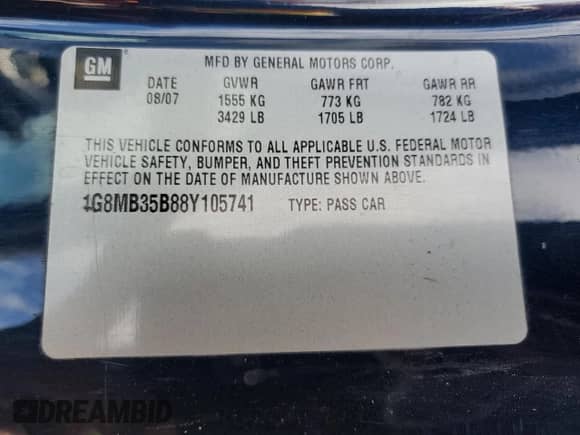 GM ®
MFD BY GENERAL MOTORS CORP.
DATE GVWR GAWR FRT GAWR RR
08/07 1555 KG 773 KG 782 KG
3429 LB 1705 LB 1724 LB
THIS VEHICLE CONFORMS TO ALL APPLICABLE U.S. FEDERAL MOTOR
VEHICLE SAFETY, BUMPER, AND THEFT PREVENTION STANDARDS IN
EFFECT ON THE DATE OF MANUFACTURE SHOWN ABOVE.
1G8MB35B88Y105741 TYPE: PASS CAR
DREAMBID